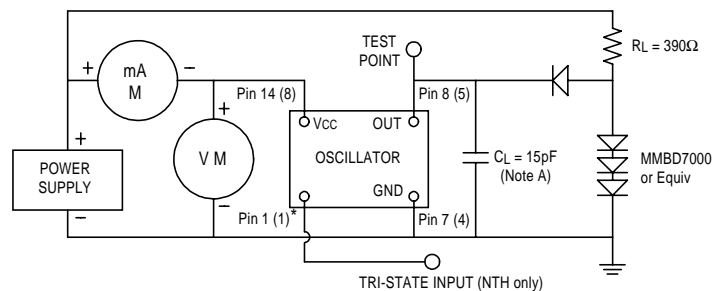 TEST
POINT
RL = 390Ω
+
mA
M
−
Pin 14 (8)
Pin 8 (5)
+
VCC
OUT
OSCILLATOR
GND
+
POWER
SUPPLY
−
V M
−
CL = 15pF
(Note A)
MMBD7000
or Equiv
Pin 1 (1)*
Pin 7 (4)
TRI-STATE INPUT (NTH only)